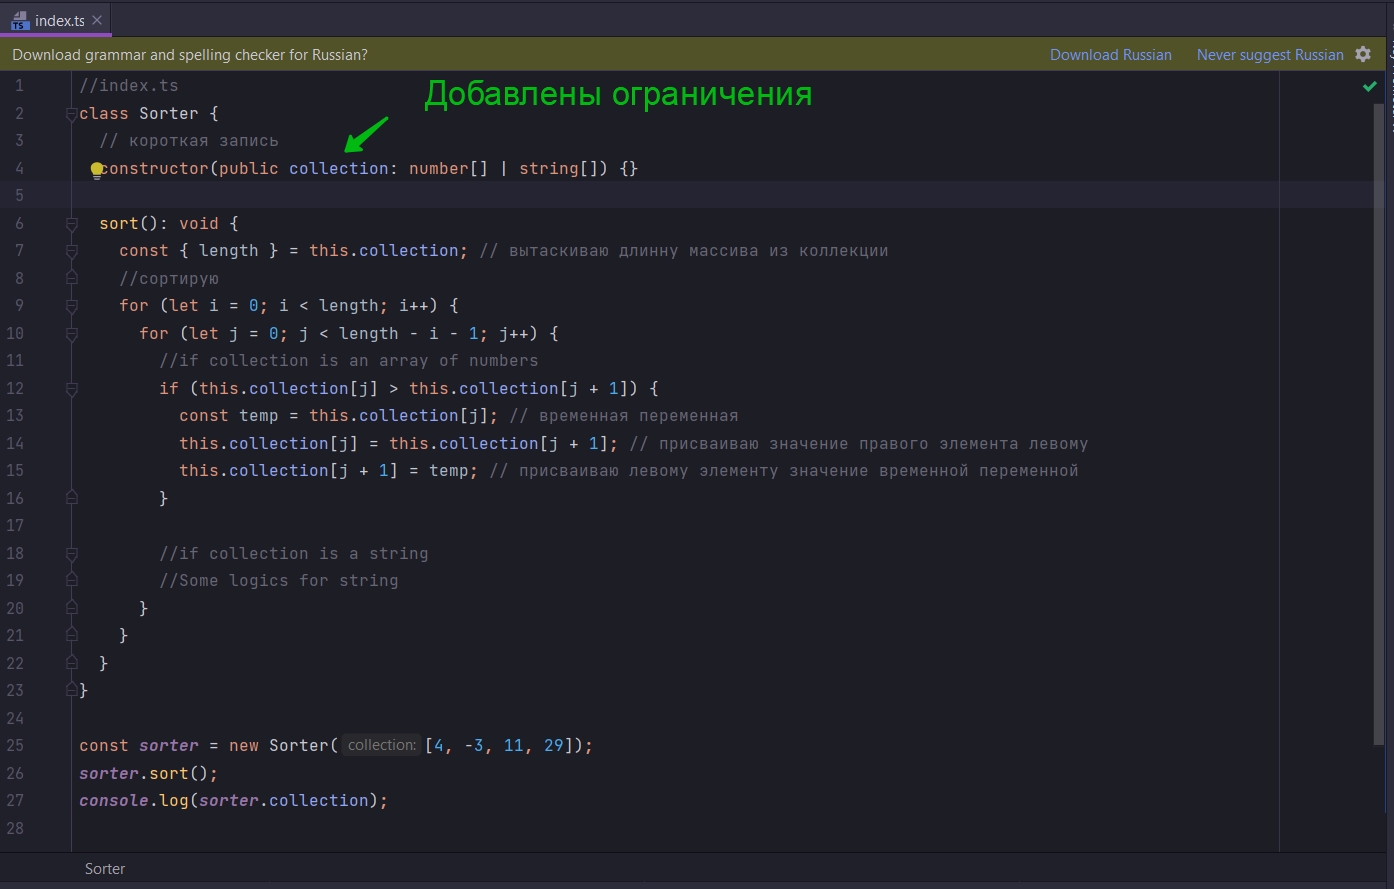 index.ts
Download grammar and spelling checker for Russian? Download Russian Never suggest Russian
Добавлены ограничения
1 //index.ts
2 class Sorter {
3 // короткая запись
4 constructor(public collection: number[] | string[]) {}
5
6 sort(): void {
7 const { length } = this.collection; // вытаскиваю длинну массива из коллекции
8 //сортирую
9 for (let i = 0; i < length; i++) {
10 for (let j = 0; j < length - i - 1; j++) {
11 //if collection is an array of numbers
12 if (this.collection[j] > this.collection[j + 1]) {
13 const temp = this.collection[j]; // временная переменная
14 this.collection[j] = this.collection[j + 1]; // присваиваю значение правого элемента левому
15 this.collection[j + 1] = temp; // присваиваю левому элементу значение временной переменной
16 }
17
18 //if collection is a string
19 //Some logics for string
20 }
21 }
22 }
23 }
24
25 const sorter = new Sorter( collection: [4, -3, 11, 29]);
26 sorter.sort();
27 console.log(sorter.collection);
28
Sorter